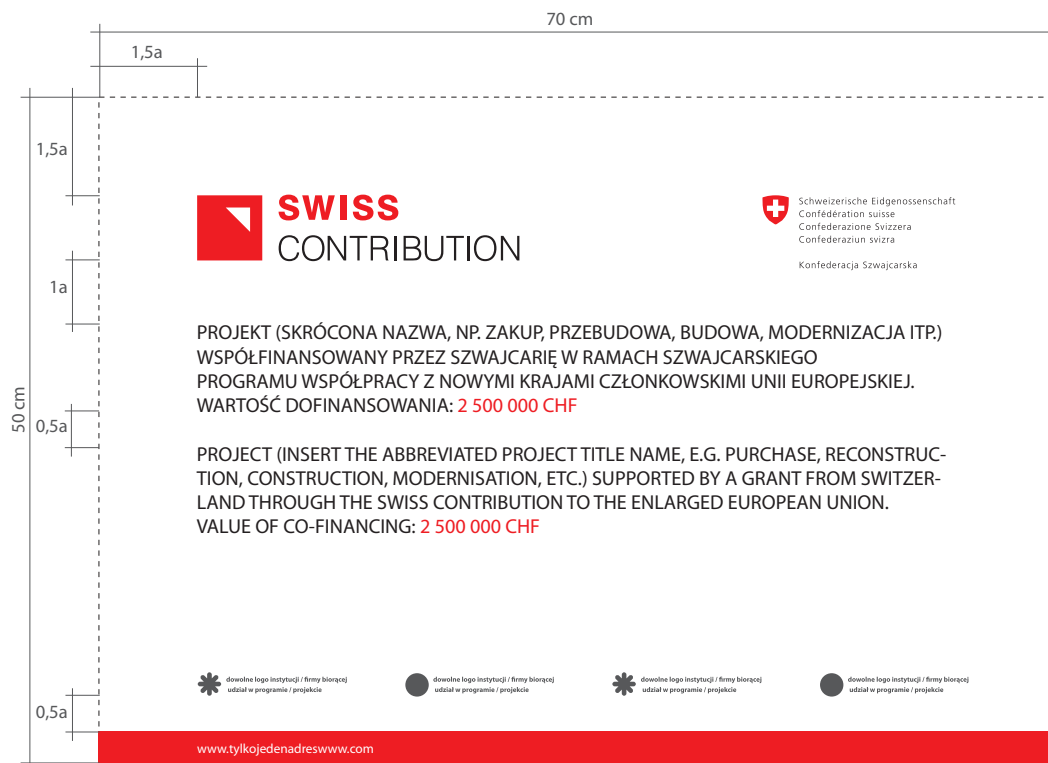 70 cm
1,5a
1,5a
SWISS
CONTRIBUTION
Schweizerische Eidgenossenschaft
Confédération suisse
Confederazione Svizzera
Confederaziun svizra
Konfederacja Szwajcarska
1a
PROJEKT (SKRÓCONA NAZWA, NP. ZAKUP, PRZEBUDOWA, BUDOWA, MODERNIZACJA ITP.)
WSPÓŁFINANSOWANY PRZEZ SZWAJCARIĘ W RAMACH SZWAJCARSKIEGO
PROGRAMU WSPÓŁPRACY Z NOWYMI KRAJAMI CZŁONKOWSKIMI UNII EUROPEJSKIEJ.
WARTOŚĆ DOFINANSOWANIA: 2 500 000 CHF
50 cm
0,5a
PROJECT (INSERT THE ABBREVIATED PROJECT TITLE NAME, E.G. PURCHASE, RECONSTRUC-
TION, CONSTRUCTION, MODERNISATION, ETC.) SUPPORTED BY A GRANT FROM SWITZER-
LAND THROUGH THE SWISS CONTRIBUTION TO THE ENLARGED EUROPEAN UNION.
VALUE OF CO-FINANCING: 2 500 000 CHF
dowolne logo instytucji / firmy biorącej
udział w programie / projekcie
dowolne logo instytucji / firmy biorącej
udział w programie / projekcie
dowolne logo instytucji / firmy biorącej
udział w programie / projekcie
dowolne logo instytucji / firmy biorącej
udział w programie / projekcie
0,5a
www.tylkojedenadreswww.com